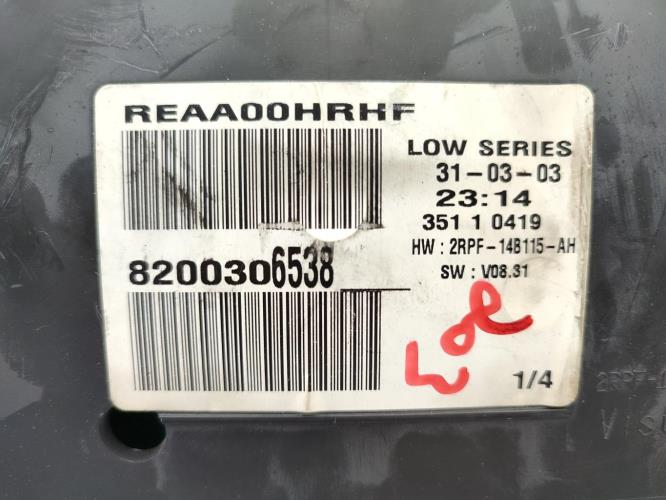 REAA00HRHF
LOW SERIES
31-03-03
23:14
351 1 0419
HW : 2RPF-14B115-AH
SW : V08.31
8200306538
1/4